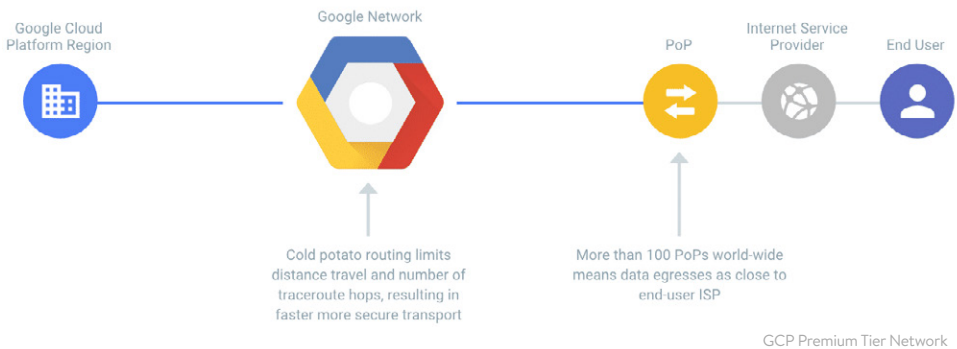 Google Cloud
Platform Region
Google Network
PoP
Internet Service
Provider
End User
Cold potato routing limits
distance travel and number of
traceroute hops, resulting in
faster more secure transport
More than 100 PoPs world-wide
means data egresses as close to
end-user ISP
GCP Premium Tier Network